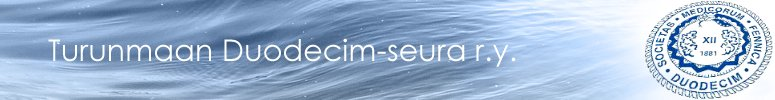 Turunmaan Duodecim-seura r.y.
SOCIETAS MEDICORUM FENNICA
XII
1881
DUODECIM